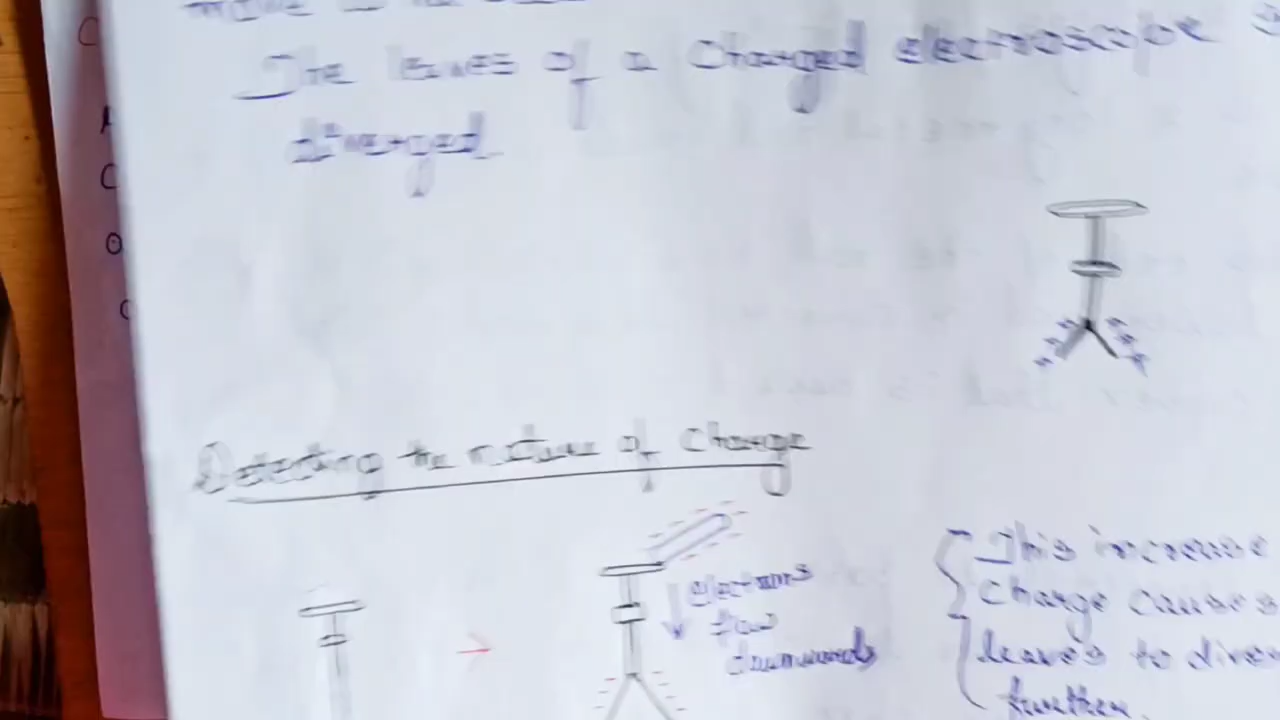 The leaves of a Charged electroscope
diverged
Detecting the nature of Charge
electrons
flow
downwards
This increase
Charge causes
leaves to diver
further.